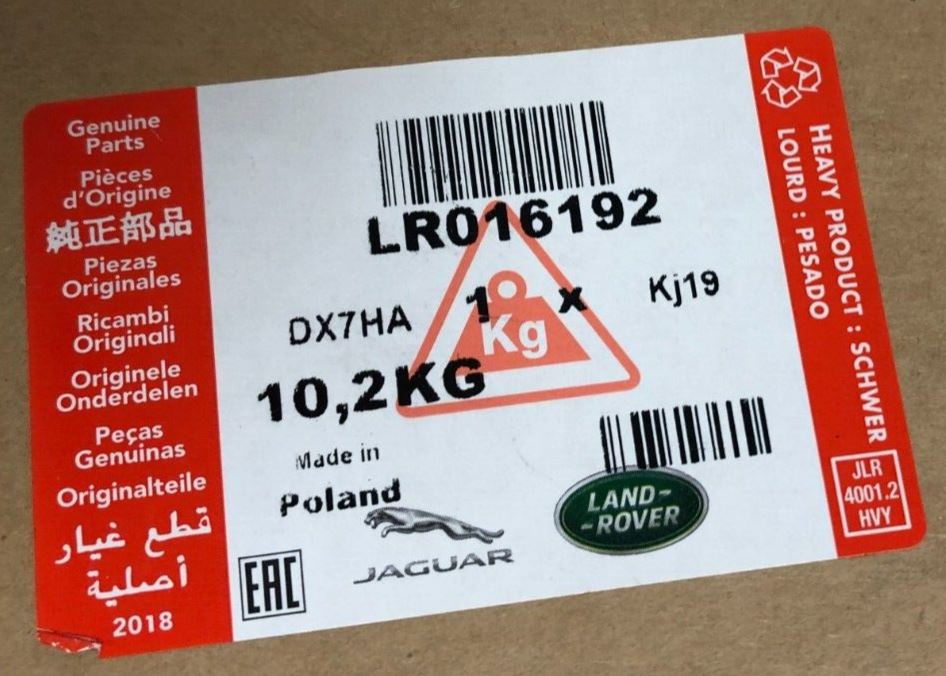 Genuine
Parts
Pièces
d'Origine
純正部品
Piezas
Originales
Ricambi
Originali
Originele
Onderdelen
Peças
Genuinas
Originalteile
قطع غيار
أصلية
2018
LR016192
DX7HA 1 x Kj19
Kg
10,2KG
Made in
Poland
JAGUAR
LAND-
-ROVER
EAC
HEAVY PRODUCT : SCHWER
LOURD : PESADO
JLR
4001.2
HVY